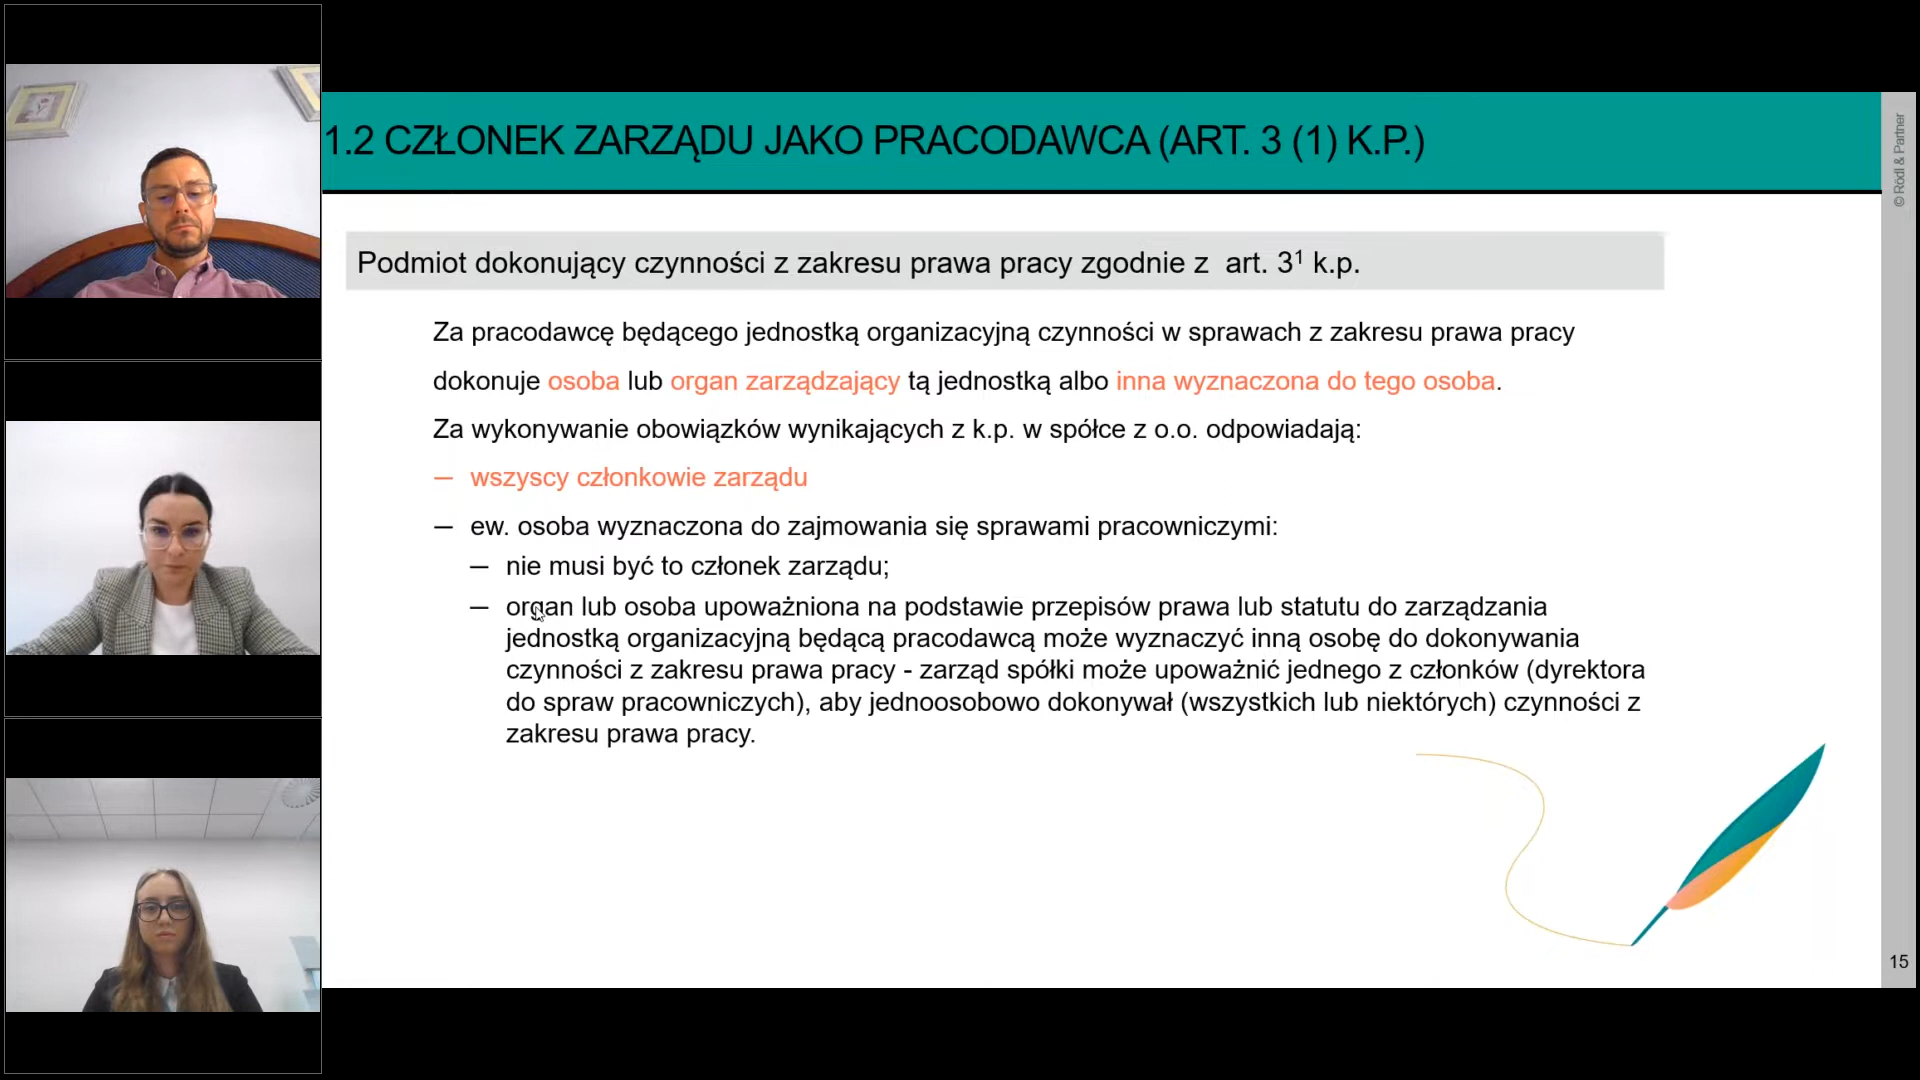 1.2 CZŁONEK ZARZĄDU JAKO PRACODAWCA (ART. 3 (1) K.P.)
© Rödl & Partner
Podmiot dokonujący czynności z zakresu prawa pracy zgodnie z art. 3¹ k.p.
Za pracodawcę będącego jednostką organizacyjną czynności w sprawach z zakresu prawa pracy
dokonuje osoba lub organ zarządzający tą jednostką albo inna wyznaczona do tego osoba.
Za wykonywanie obowiązków wynikających z k.p. w spółce z o.o. odpowiadają:
— wszyscy członkowie zarządu
— ew. osoba wyznaczona do zajmowania się sprawami pracowniczymi:
— nie musi być to członek zarządu;
— organ lub osoba upoważniona na podstawie przepisów prawa lub statutu do zarządzania
jednostką organizacyjną będącą pracodawcą może wyznaczyć inną osobę do dokonywania
czynności z zakresu prawa pracy - zarząd spółki może upoważnić jednego z członków (dyrektora
do spraw pracowniczych), aby jednoosobowo dokonywał (wszystkich lub niektórych) czynności z
zakresu prawa pracy.
15